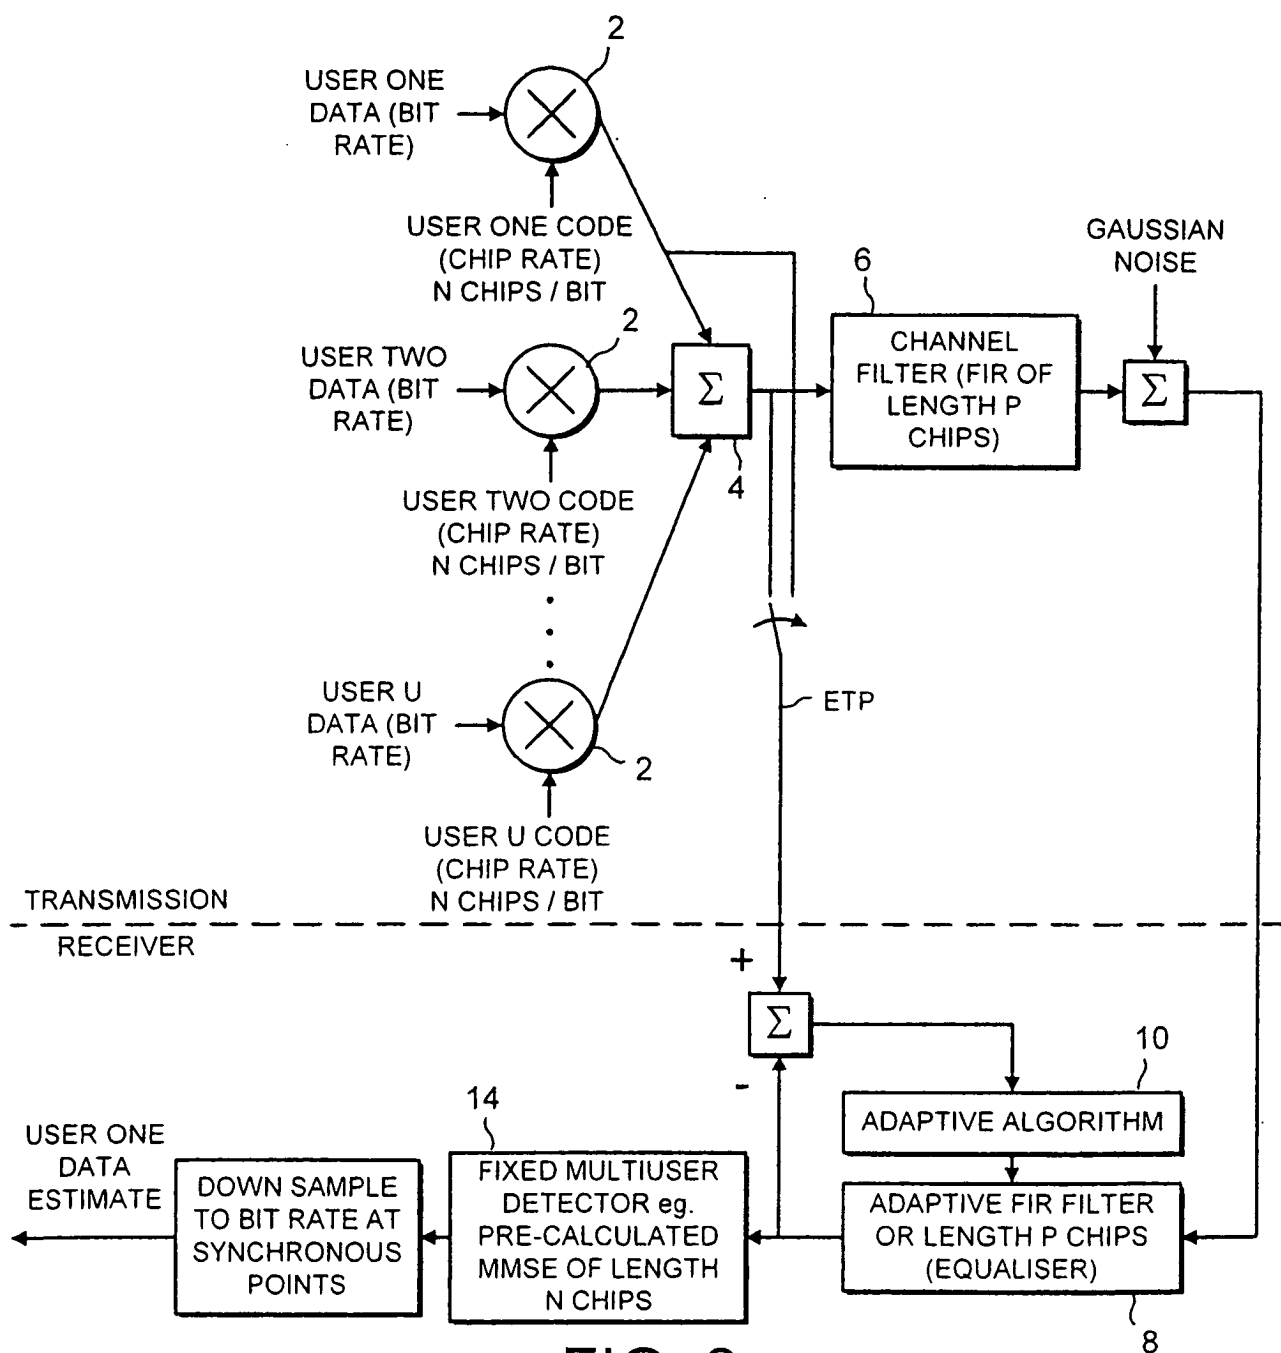 2
USER ONE
DATA (BIT
RATE)
USER ONE CODE
(CHIP RATE)
N CHIPS / BIT
GAUSSIAN
NOISE
6
2
USER TWO
DATA (BIT
RATE)
Σ
4
CHANNEL
FILTER (FIR OF
LENGTH P
CHIPS)
Σ
USER TWO CODE
(CHIP RATE)
N CHIPS / BIT
USER U
DATA (BIT
RATE)
2
ETP
USER U CODE
(CHIP RATE)
N CHIPS / BIT
TRANSMISSION
RECEIVER
+
Σ
-
10
ADAPTIVE ALGORITHM
14
USER ONE
DATA
ESTIMATE
DOWN SAMPLE
TO BIT RATE AT
SYNCHRONOUS
POINTS
FIXED MULTIUSER
DETECTOR eg.
PRE-CALCULATED
MMSE OF LENGTH
N CHIPS
ADAPTIVE FIR FILTER
OR LENGTH P CHIPS
(EQUALISER)
8